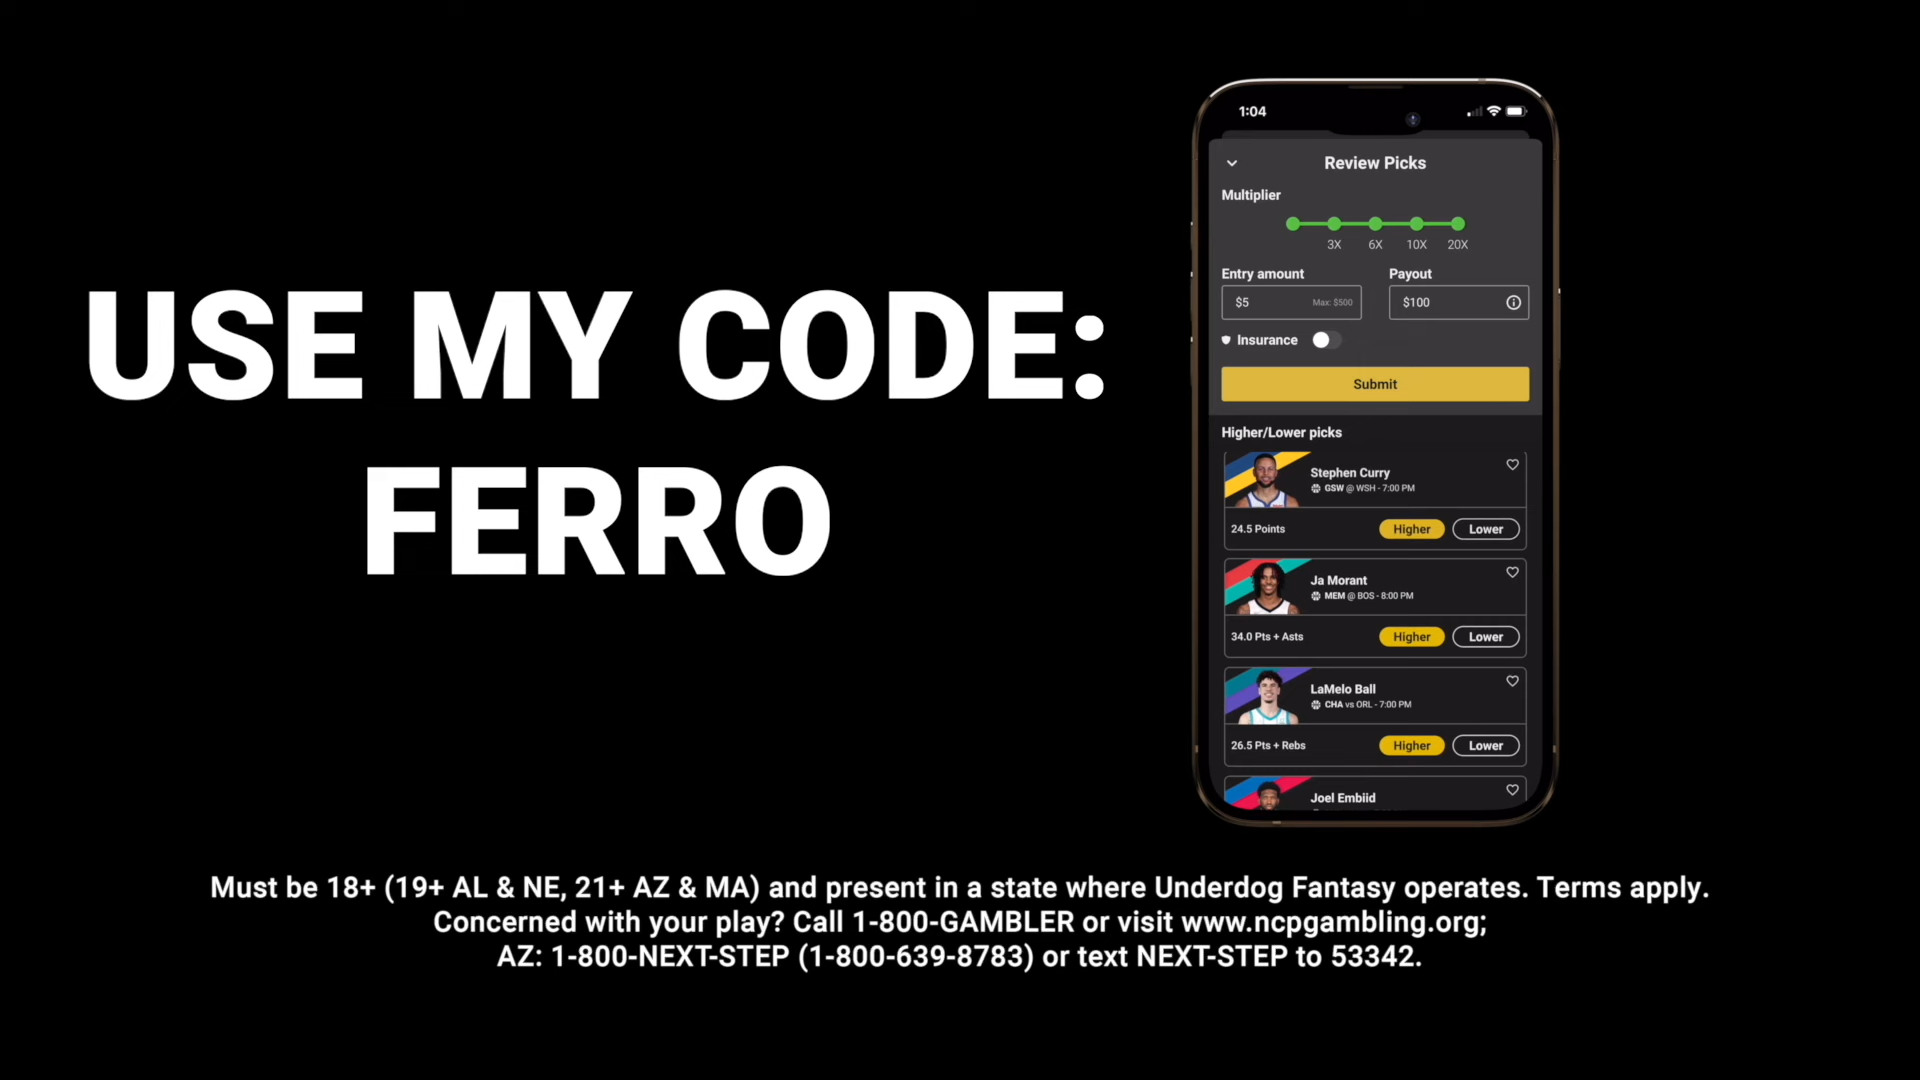 USE MY CODE:
FERRO
1:04
Review Picks
Multiplier
3X 6X 10X 20X
Entry amount Payout
$5 Max: $500 $100
Insurance
Submit
Higher/Lower picks
Stephen Curry
GSW @ WSH - 7:00 PM
24.5 Points Higher Lower
Ja Morant
MEM @ BOS - 8:00 PM
34.0 Pts + Asts Higher Lower
LaMelo Ball
CHA vs ORL - 7:00 PM
26.5 Pts + Rebs Higher Lower
Joel Embiid
Must be 18+ (19+ AL & NE, 21+ AZ & MA) and present in a state where Underdog Fantasy operates. Terms apply.
Concerned with your play? Call 1-800-GAMBLER or visit www.ncpgambling.org;
AZ: 1-800-NEXT-STEP (1-800-639-8783) or text NEXT-STEP to 53342.